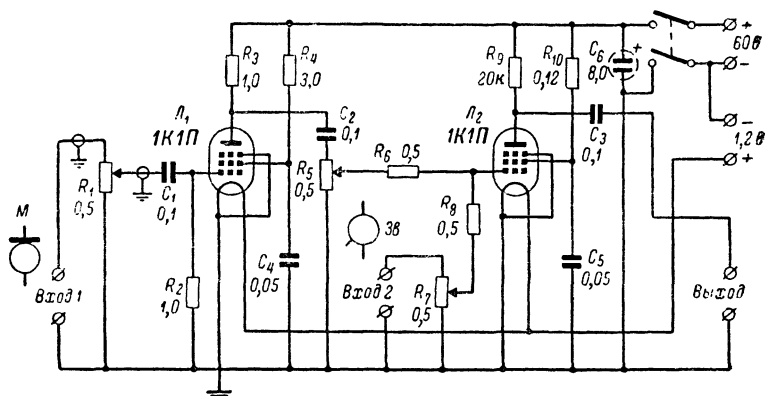 R3
1,0
R4
3,0
R9
20к
R10
0,12
C6
8,0
+
+
60в
-
-
1,2в
+
Л1
1К1П
C2
0,1
Л2
1К1П
C3
0,1
R1
0,5
C1
0,1
R5
0,5
R6 0,5
M
Зв
R8
0,5
Вход 1
R2
1,0
C4
0,05
Вход 2
R7
0,5
C5
0,05
Выход